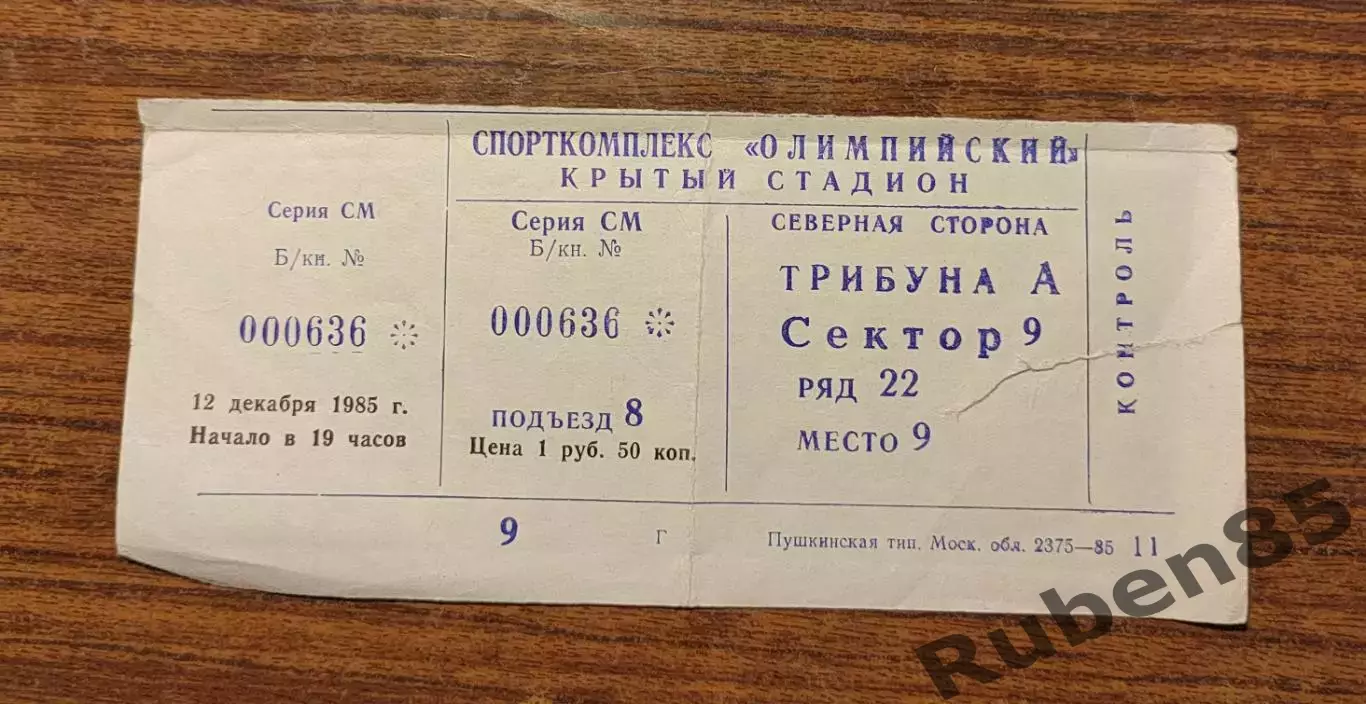 СПОРТКОМПЛЕКС «ОЛИМПИЙСКИЙ»
КРЫТЫЙ СТАДИОН
Серия СМ
Б/кн. №
000636
12 декабря 1985 г.
Начало в 19 часов
Серия СМ
Б/кн. №
000636
ПОДЪЕЗД 8
Цена 1 руб. 50 коп.
СЕВЕРНАЯ СТОРОНА
ТРИБУНА А
Сектор 9
РЯД 22
МЕСТО 9
КОНТРОЛЬ
9 Г Пушкинская тип. Моск. обл. 2375—85 11
Ruben85